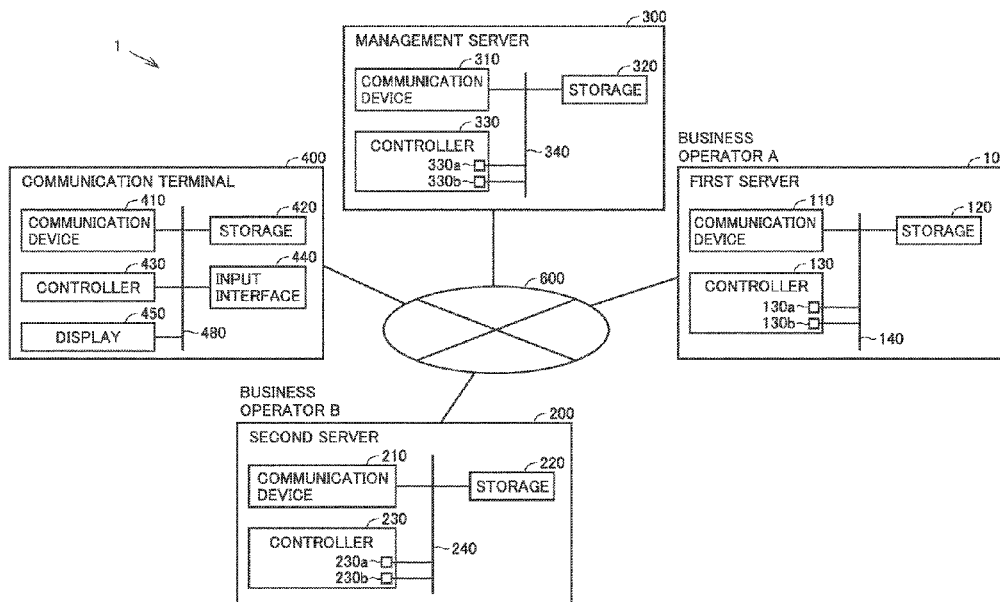 1
300
MANAGEMENT SERVER
310
COMMUNICATION
DEVICE
320
STORAGE
330
CONTROLLER
330a
330b
340
400
COMMUNICATION TERMINAL
410
COMMUNICATION
DEVICE
420
STORAGE
430
CONTROLLER
440
INPUT
INTERFACE
450
DISPLAY
480
BUSINESS
OPERATOR A
10
FIRST SERVER
110
COMMUNICATION
DEVICE
120
STORAGE
130
CONTROLLER
130a
130b
140
600
BUSINESS
OPERATOR B
200
SECOND SERVER
210
COMMUNICATION
DEVICE
220
STORAGE
230
CONTROLLER
230a
230b
240